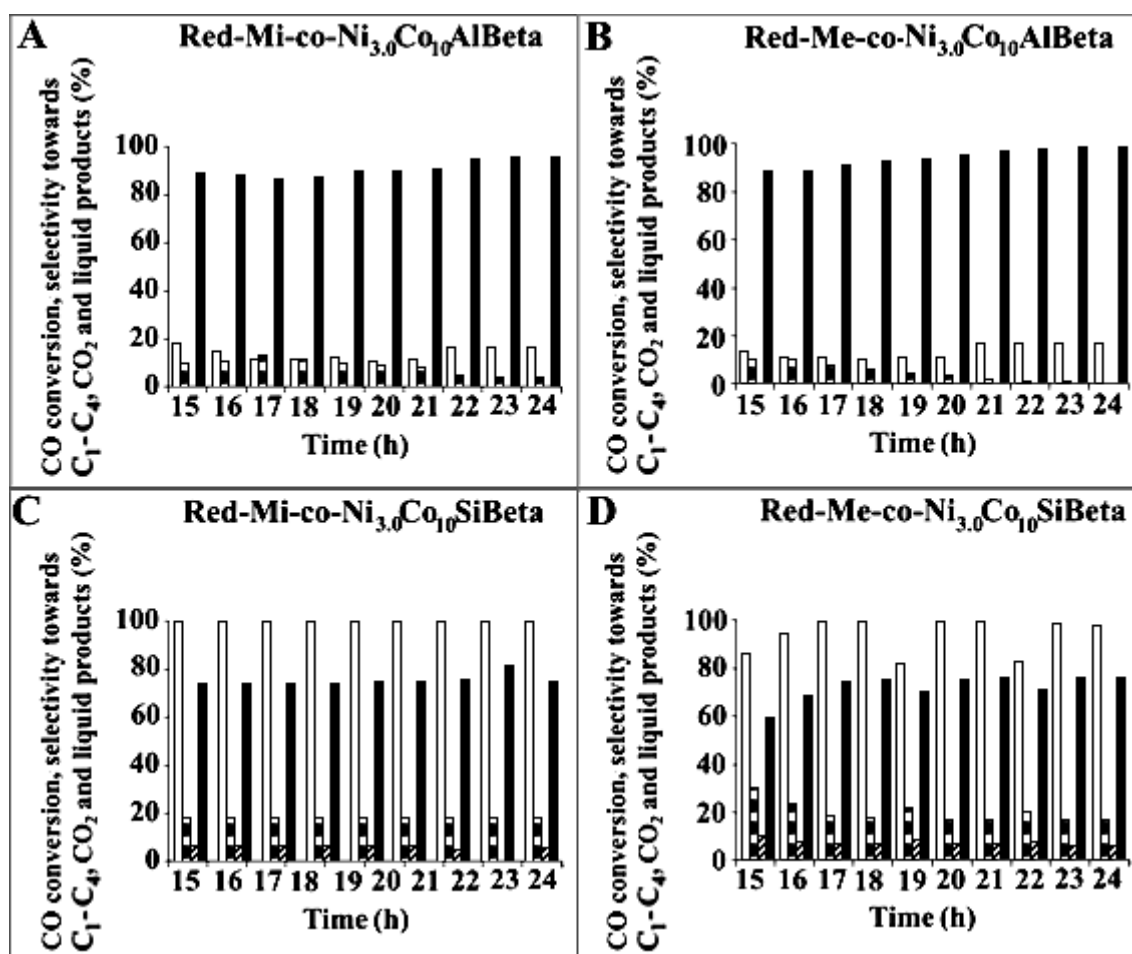 A Red-Mi-co-Ni₃.₀Co₁₀AlBeta
CO conversion, selectivity towards
C₁-C₄, CO₂ and liquid products (%)
100
80
60
40
20
0
15 16 17 18 19 20 21 22 23 24
Time (h)
B Red-Me-co-Ni₃.₀Co₁₀AlBeta
CO conversion, selectivity towards
C₁-C₄, CO₂ and liquid products (%)
100
80
60
40
20
0
15 16 17 18 19 20 21 22 23 24
Time (h)
C Red-Mi-co-Ni₃.₀Co₁₀SiBeta
CO conversion, selectivity towards
C₁-C₄, CO₂ and liquid products (%)
100
80
60
40
20
0
15 16 17 18 19 20 21 22 23 24
Time (h)
D Red-Me-co-Ni₃.₀Co₁₀SiBeta
CO conversion, selectivity towards
C₁-C₄, CO₂ and liquid products (%)
100
80
60
40
20
0
15 16 17 18 19 20 21 22 23 24
Time (h)